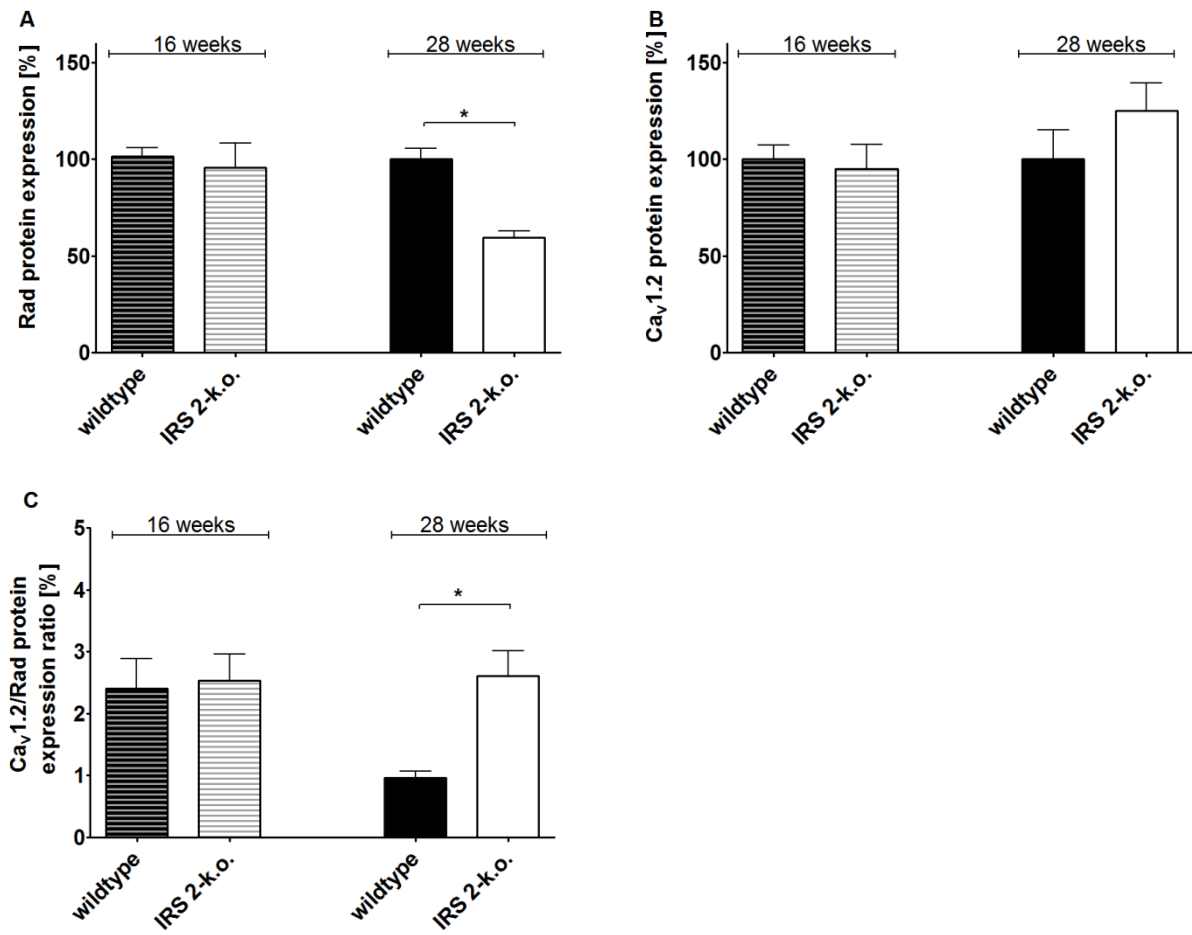 A
Rad protein expression [%]
150
100
50
0
16 weeks
28 weeks
*
wildtype
IRS 2-k.o.
wildtype
IRS 2-k.o.
B
Caᵥ1.2 protein expression [%]
150
100
50
0
16 weeks
28 weeks
wildtype
IRS 2-k.o.
wildtype
IRS 2-k.o.
C
Caᵥ1.2/Rad protein
expression ratio [%]
5
4
3
2
1
0
16 weeks
28 weeks
*
wildtype
IRS 2-k.o.
wildtype
IRS 2-k.o.